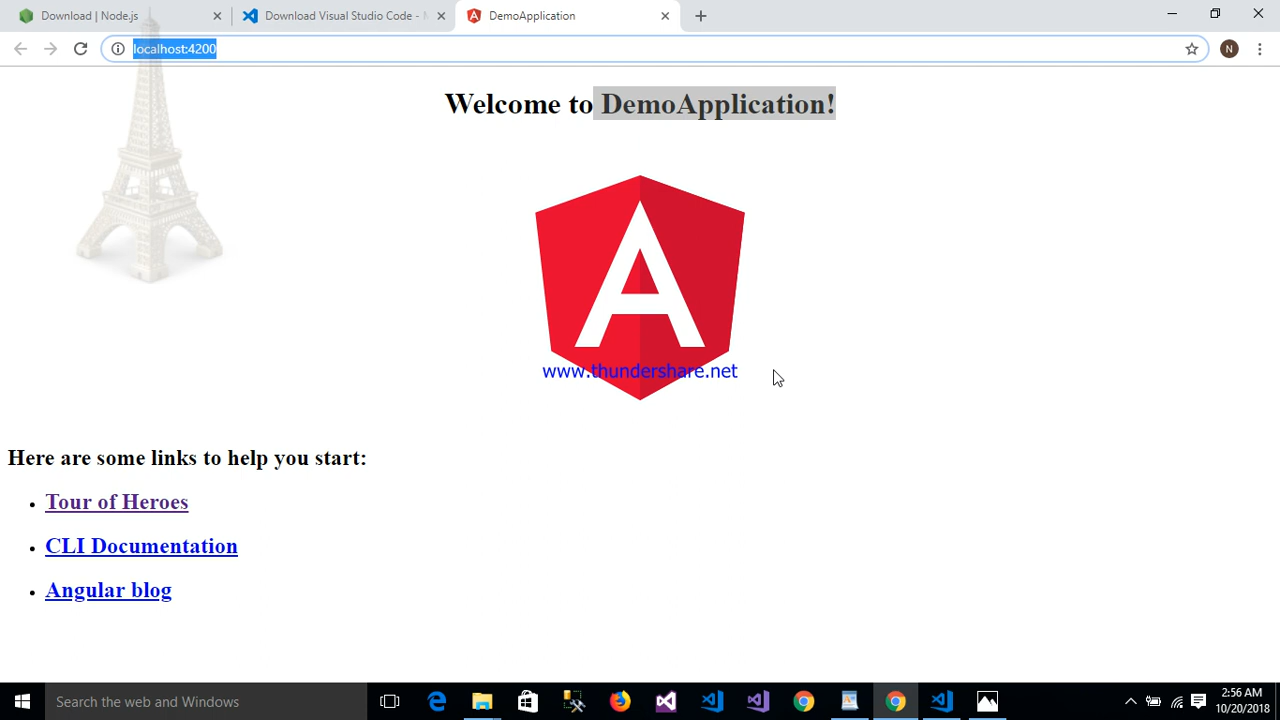 Download | Node.js
Download Visual Studio Code -
DemoApplication
localhost:4200
N
Welcome to DemoApplication!
A
www.thundershare.net
Here are some links to help you start:
• Tour of Heroes
• CLI Documentation
• Angular blog
Search the web and Windows
2:56 AM
10/20/2018